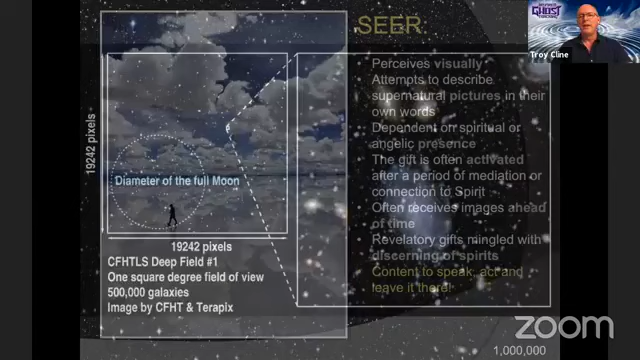 SEER
GHOST
Troy Cline
Perceives visually
Attempts to describe
supernatural pictures in their
own words
Dependent on spiritual or
angelic presence
The gift is often activated
after a period of mediation or
connection to Spirit
Often receives images ahead
of time
Revelatory gifts mingled with
discerning of spirits
Content to speak, act and
leave it there!
19242 pixels
Diameter of the full Moon
19242 pixels
CFHTLS Deep Field #1
One square degree field of view
500,000 galaxies
Image by CFHT & Terapix
zoom
1,000,000